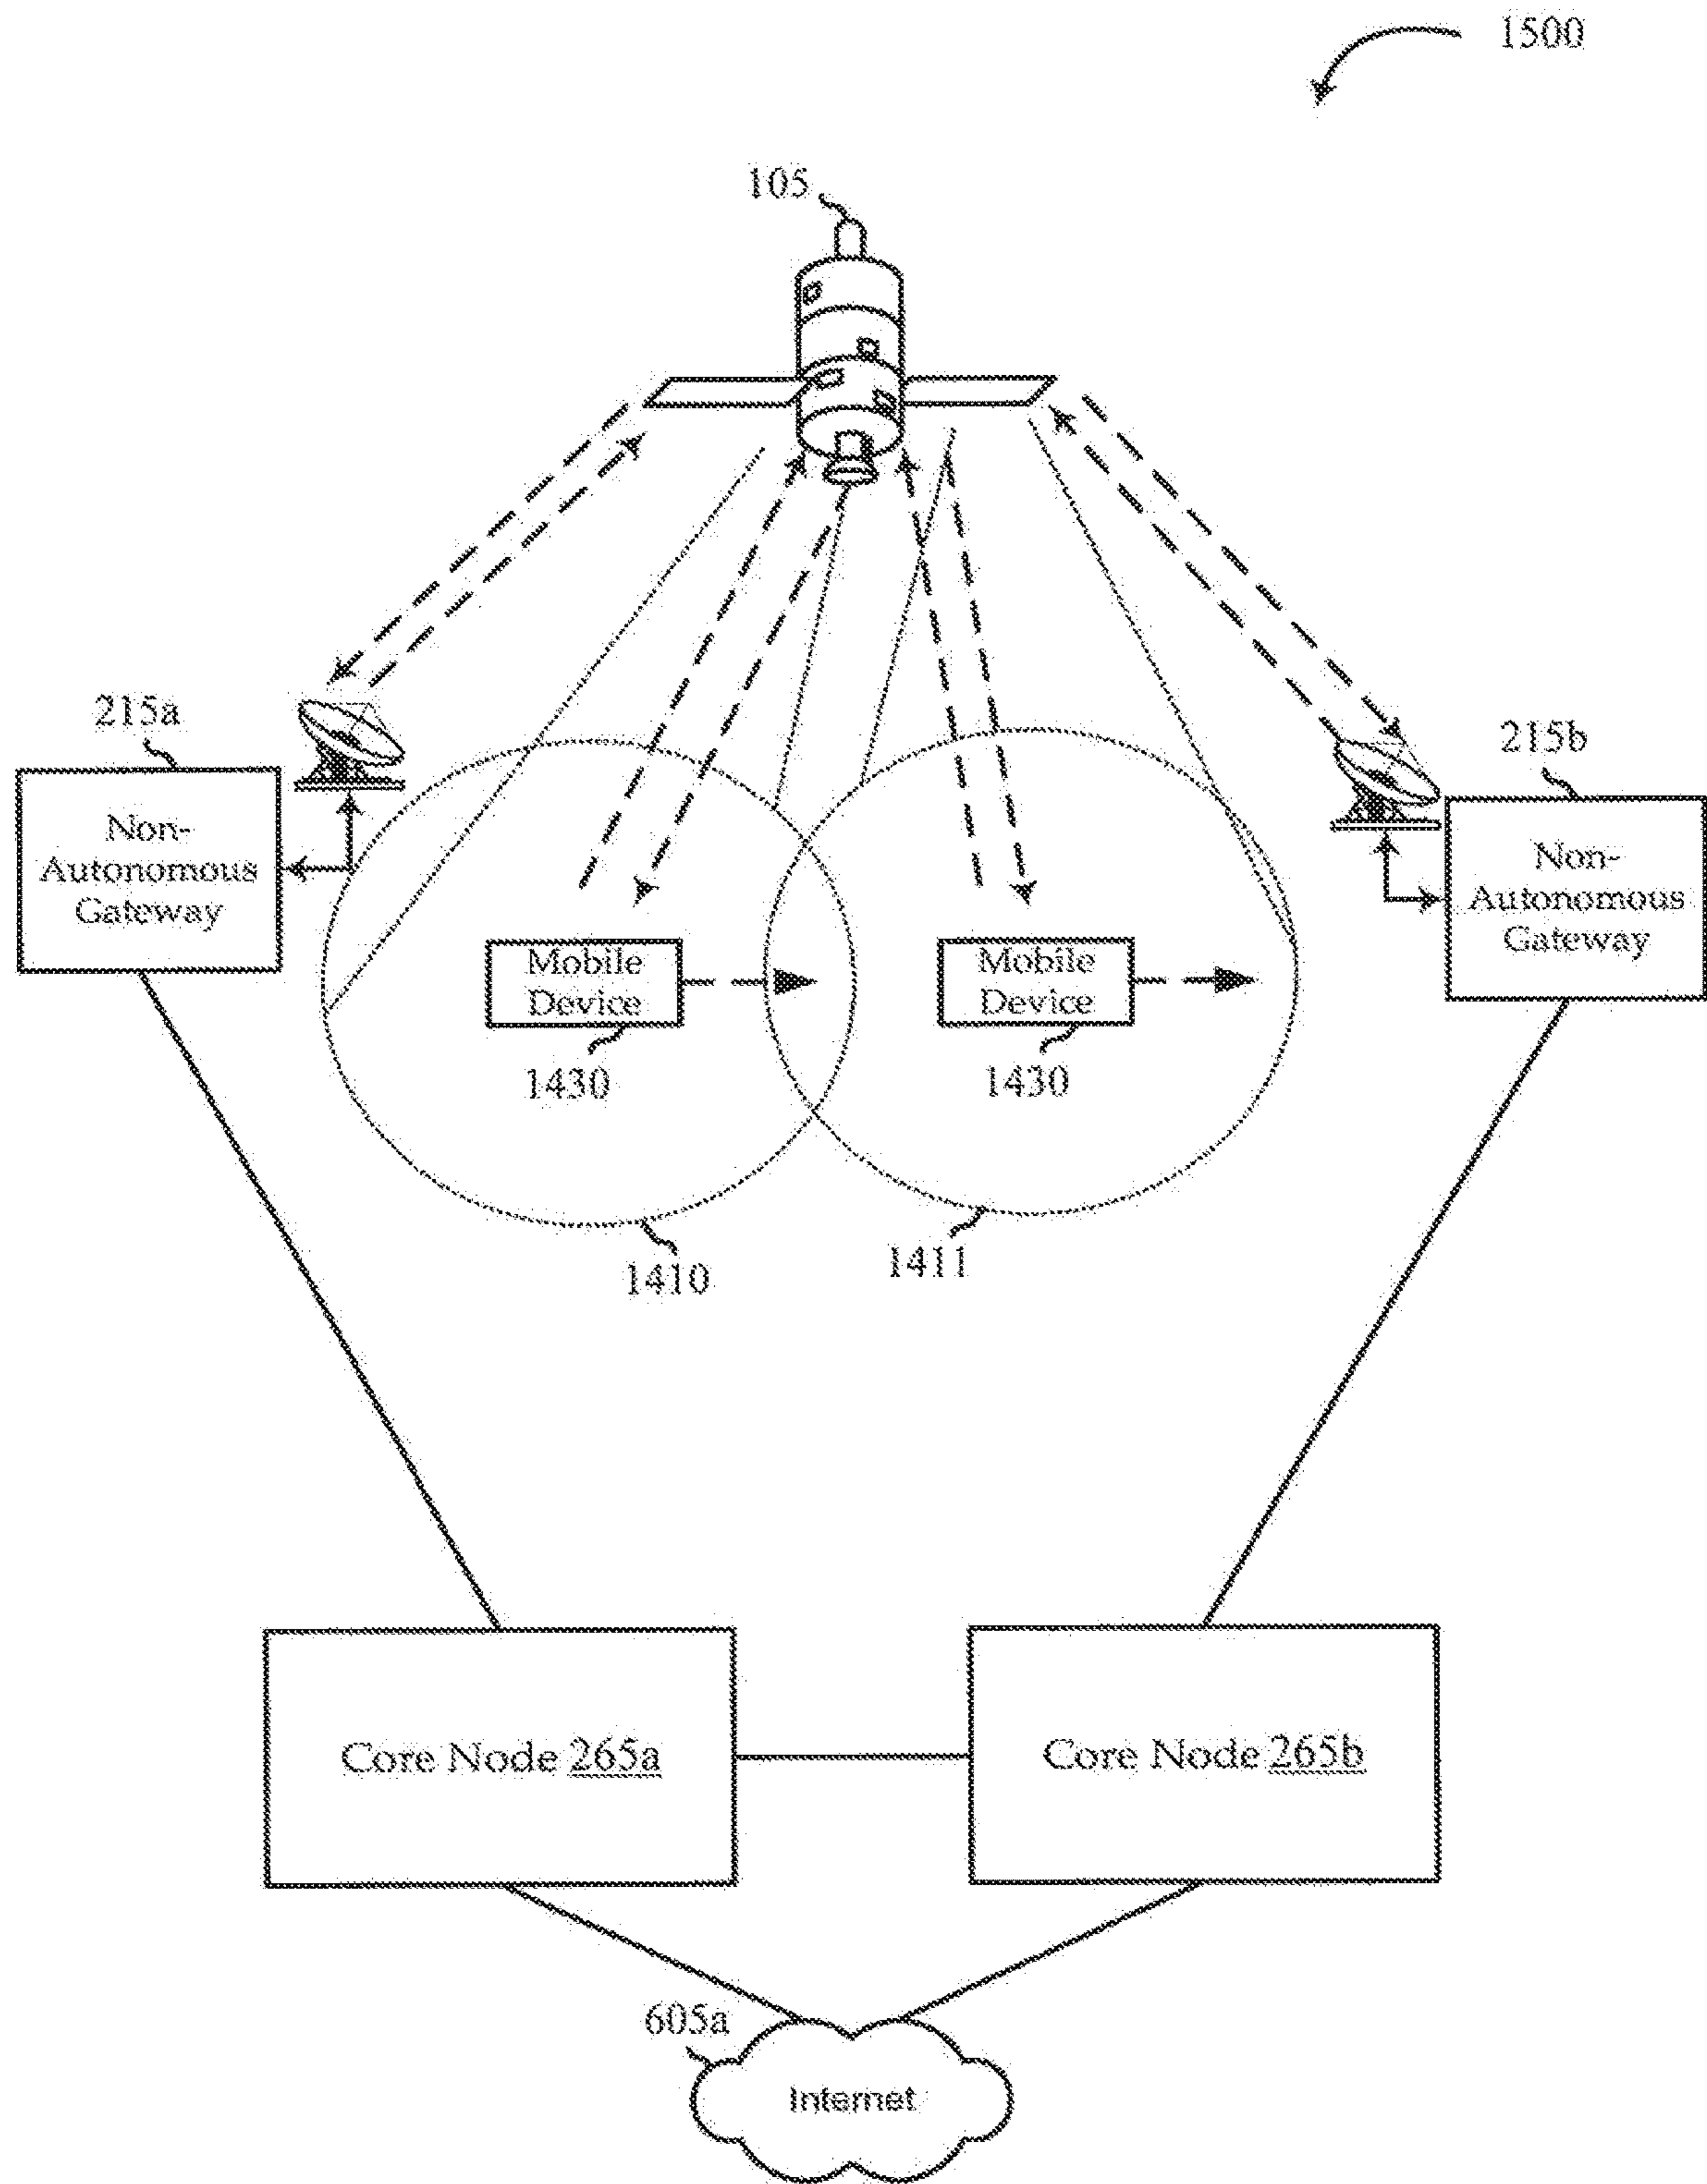 1500
105
215a
Non-
Autonomous
Gateway
215b
Non-
Autonomous
Gateway
Mobile
Device
1430
Mobile
Device
1430
1410
1411
Core Node 265a
Core Node 265b
605a
Internet